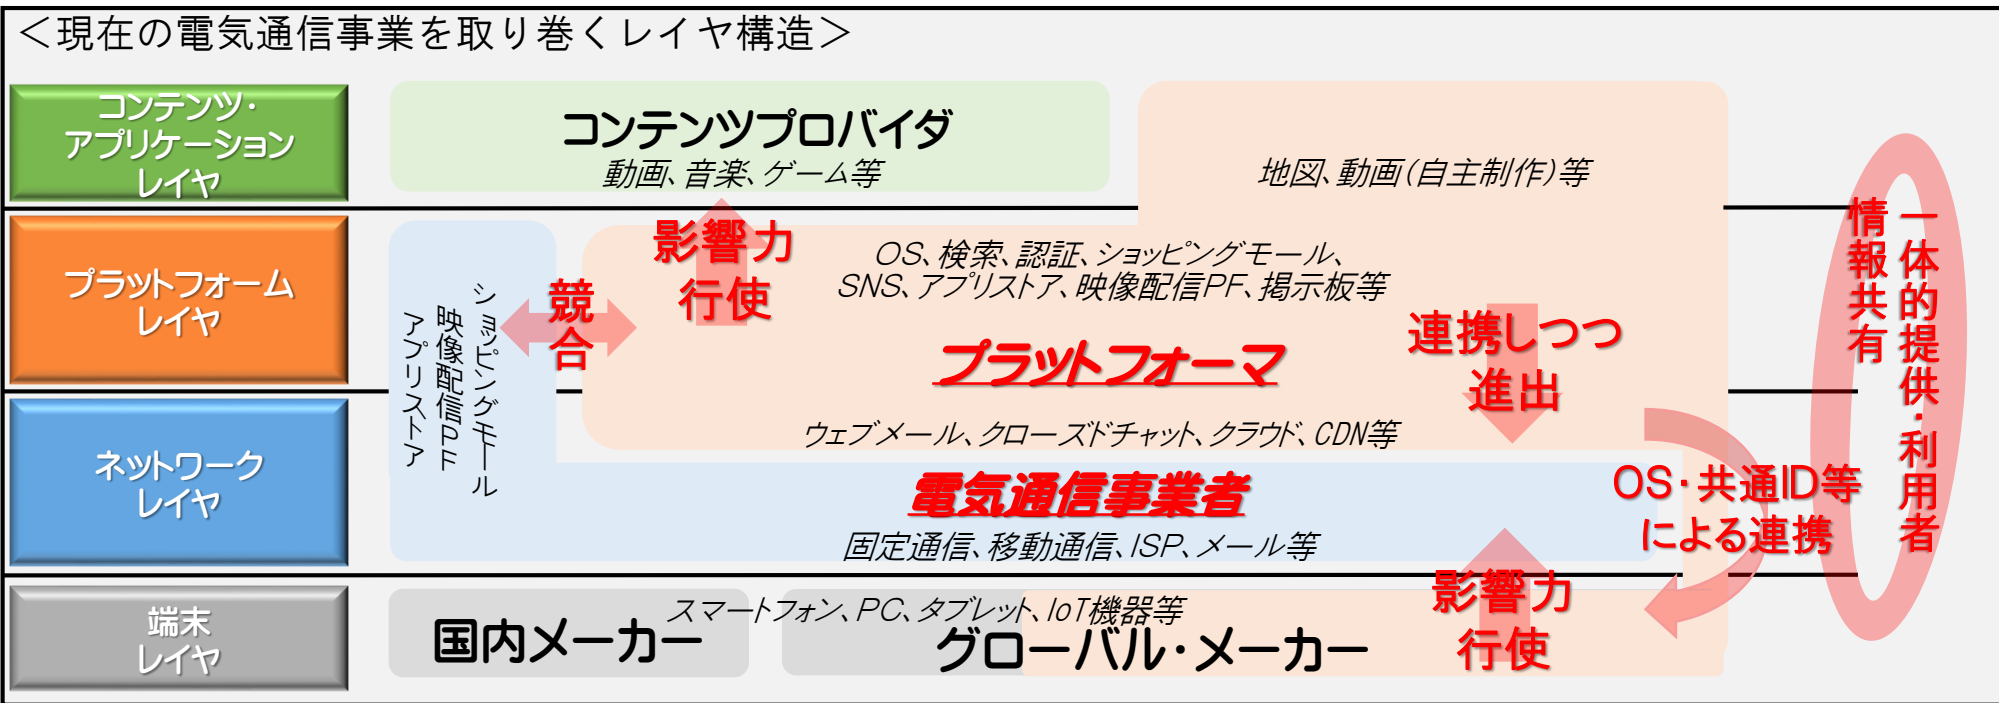 ＜現在の電気通信事業を取り巻くレイヤ構造＞
コンテンツ・
アプリケーション
レイヤ
コンテンツプロバイダ
動画、音楽、ゲーム等
地図、動画（自主制作）等
プラットフォーム
レイヤ
ショッピングモール
映像配信PF
アプリストア
競合
影響力
行使
OS、検索、認証、ショッピングモール、
SNS、アプリストア、映像配信PF、掲示板等
プラットフォーマ
連携しつつ
進出
ウェブメール、クローズドチャット、クラウド、CDN等
ネットワーク
レイヤ
電気通信事業者
固定通信、移動通信、ISP、メール等
OS・共通ID等
による連携
一体的提供・利用者
情報共有
端末
レイヤ
スマートフォン、PC、タブレット、IoT機器等
国内メーカー
グローバル・メーカー
影響力
行使